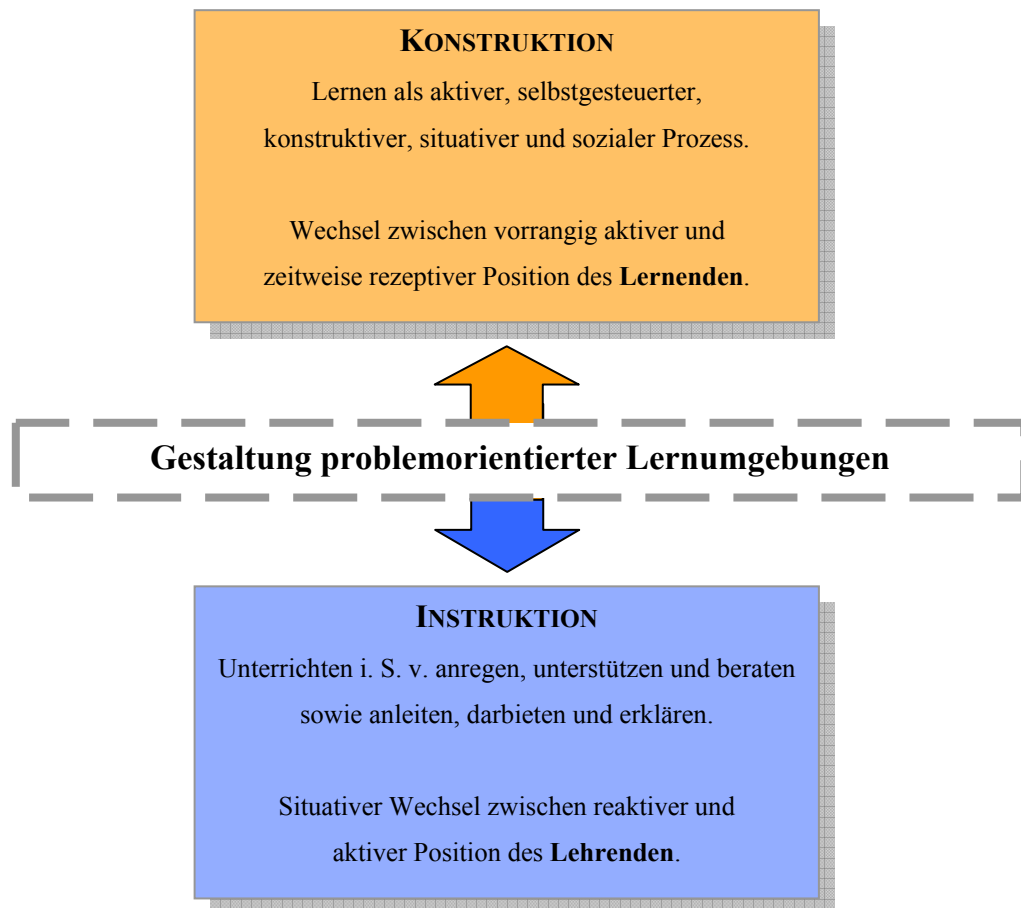 KONSTRUKTION
Lernen als aktiver, selbstgesteuerter,
konstruktiver, situativer und sozialer Prozess.
Wechsel zwischen vorrangig aktiver und
zeitweise rezeptiver Position des Lernenden.
Gestaltung problemorientierter Lernumgebungen
INSTRUKTION
Unterrichten i. S. v. anregen, unterstützen und beraten
sowie anleiten, darbieten und erklären.
Situativer Wechsel zwischen reaktiver und
aktiver Position des Lehrenden.